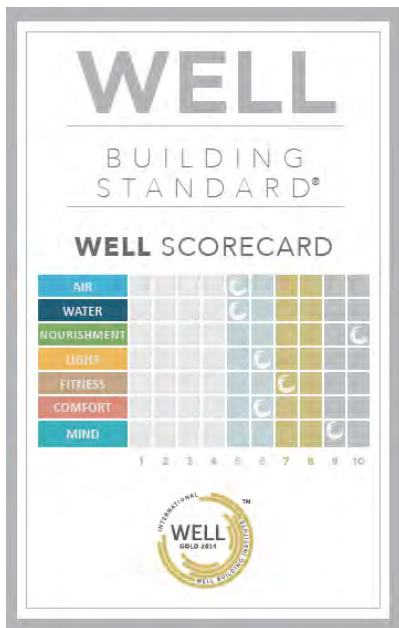 WELL
BUILDING
STANDARD®
WELL SCORECARD
AIR
WATER
NOURISHMENT
LIGHT
FITNESS
COMFORT
MIND
1 2 3 4 5 6 7 8 9 10
INTERNATIONAL
TM
WELL
GOLD 2014
WELL BUILDING INSTITUTE